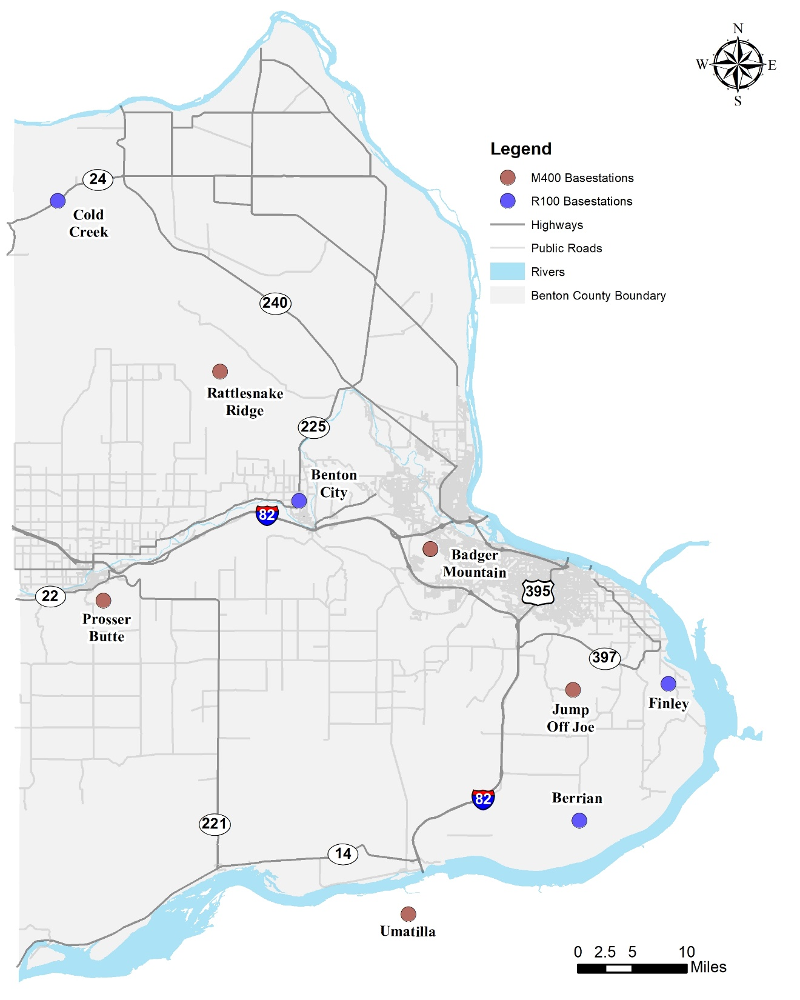 N
W E
S
Legend
M400 Basestations
R100 Basestations
Highways
Public Roads
Rivers
Benton County Boundary
24
Cold
Creek
240
Rattlesnake
Ridge
225
Benton
City
82
Badger
Mountain
395
22
Prosser
Butte
397
Jump
Off Joe
Finley
82
Berrian
221
14
Umatilla
0 2.5 5 10
Miles